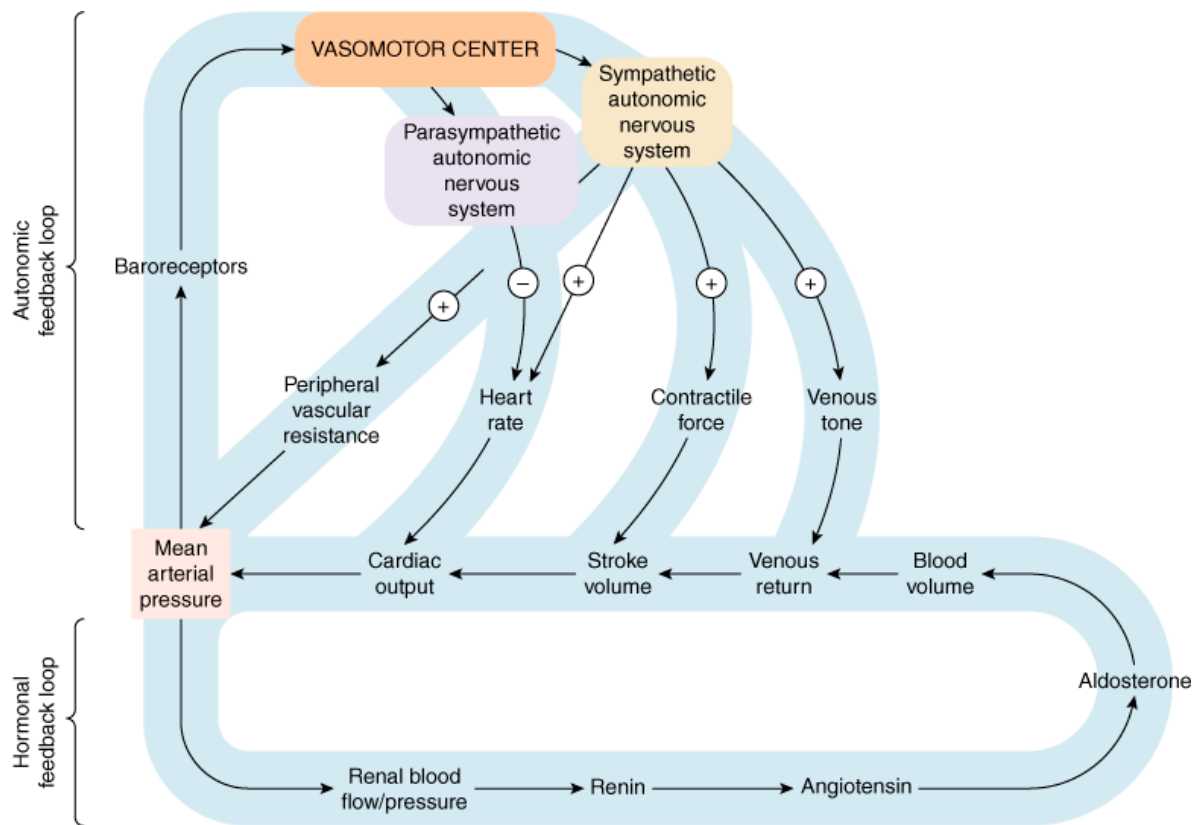 VASOMOTOR CENTER
Sympathetic
autonomic
nervous
system
Parasympathetic
autonomic
nervous
system
Autonomic
feedback loop
Baroreceptors
+
−
+
+
+
Peripheral
vascular
resistance
Heart
rate
Contractile
force
Venous
tone
Mean
arterial
pressure
Cardiac
output
Stroke
volume
Venous
return
Blood
volume
Hormonal
feedback loop
Aldosterone
Renal blood
flow/pressure
Renin
Angiotensin